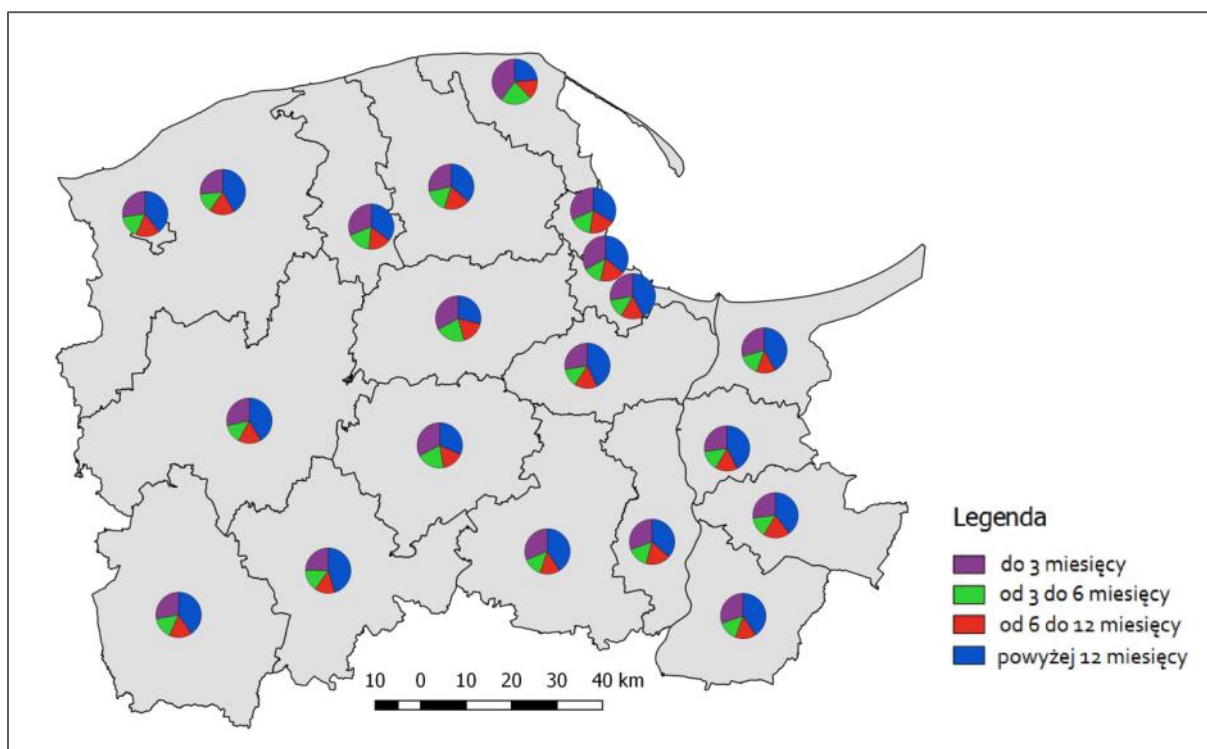 Legenda
do 3 miesięcy
od 3 do 6 miesięcy
od 6 do 12 miesięcy
powyżej 12 miesięcy
10 0 10 20 30 40 km